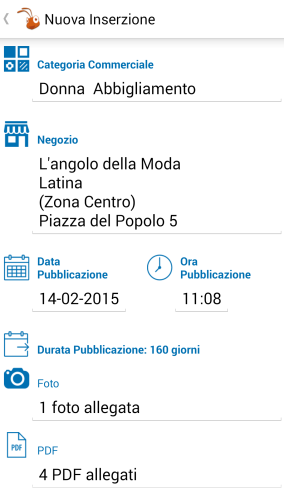 Nuova Inserzione
Categoria Commerciale
Donna  Abbigliamento
Negozio
L'angolo della Moda
Latina
(Zona Centro)
Piazza del Popolo 5
Data
Pubblicazione
14-02-2015
Ora
Pubblicazione
11:08
Durata Pubblicazione: 160 giorni
Foto
1 foto allegata
PDF
PDF
4 PDF allegati